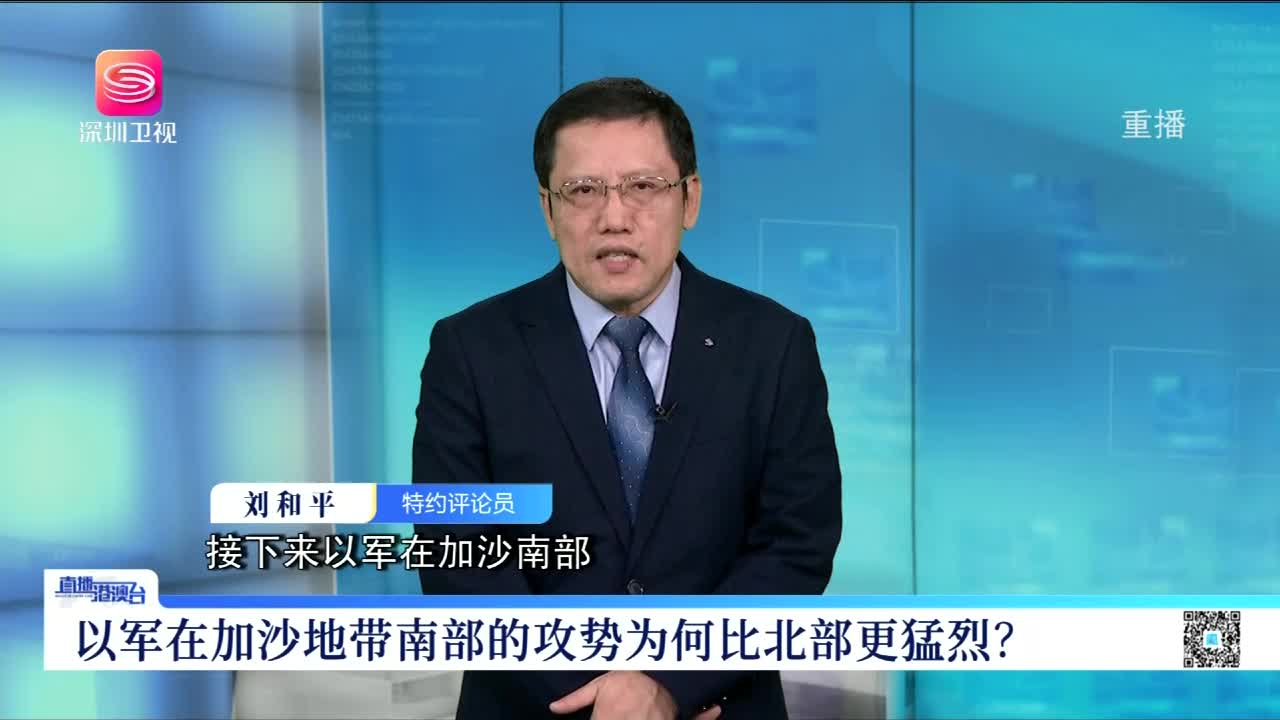 深圳卫视
重播
刘和平 特约评论员
接下来以军在加沙南部
直播港澳台
以军在加沙地带南部的攻势为何比北部更猛烈？